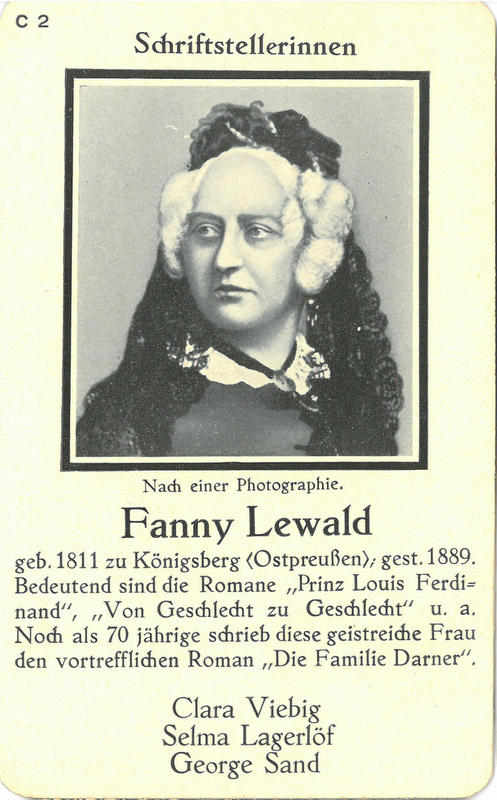 C 2
Schriftstellerinnen
Nach einer Photographie.
Fanny Lewald
geb. 1811 zu Königsberg (Ostpreußen); gest. 1889.
Bedeutend sind die Romane „Prinz Louis Ferdi=
nand“, „Von Geschlecht zu Geschlecht“ u. a.
Noch als 70 jährige schrieb diese geistreiche Frau
den vortrefflichen Roman „Die Familie Darner“.
Clara Viebig
Selma Lagerlöf
George Sand